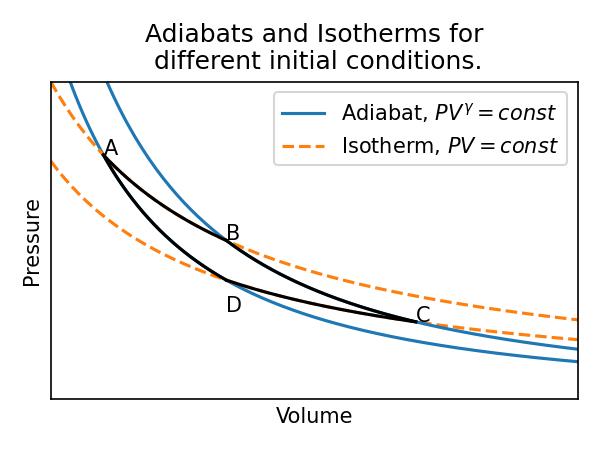 Adiabats and Isotherms for
different initial conditions.
Adiabat, $PV^γ = const$
Isotherm, $PV = const$
A
B
C
D
Pressure
Volume